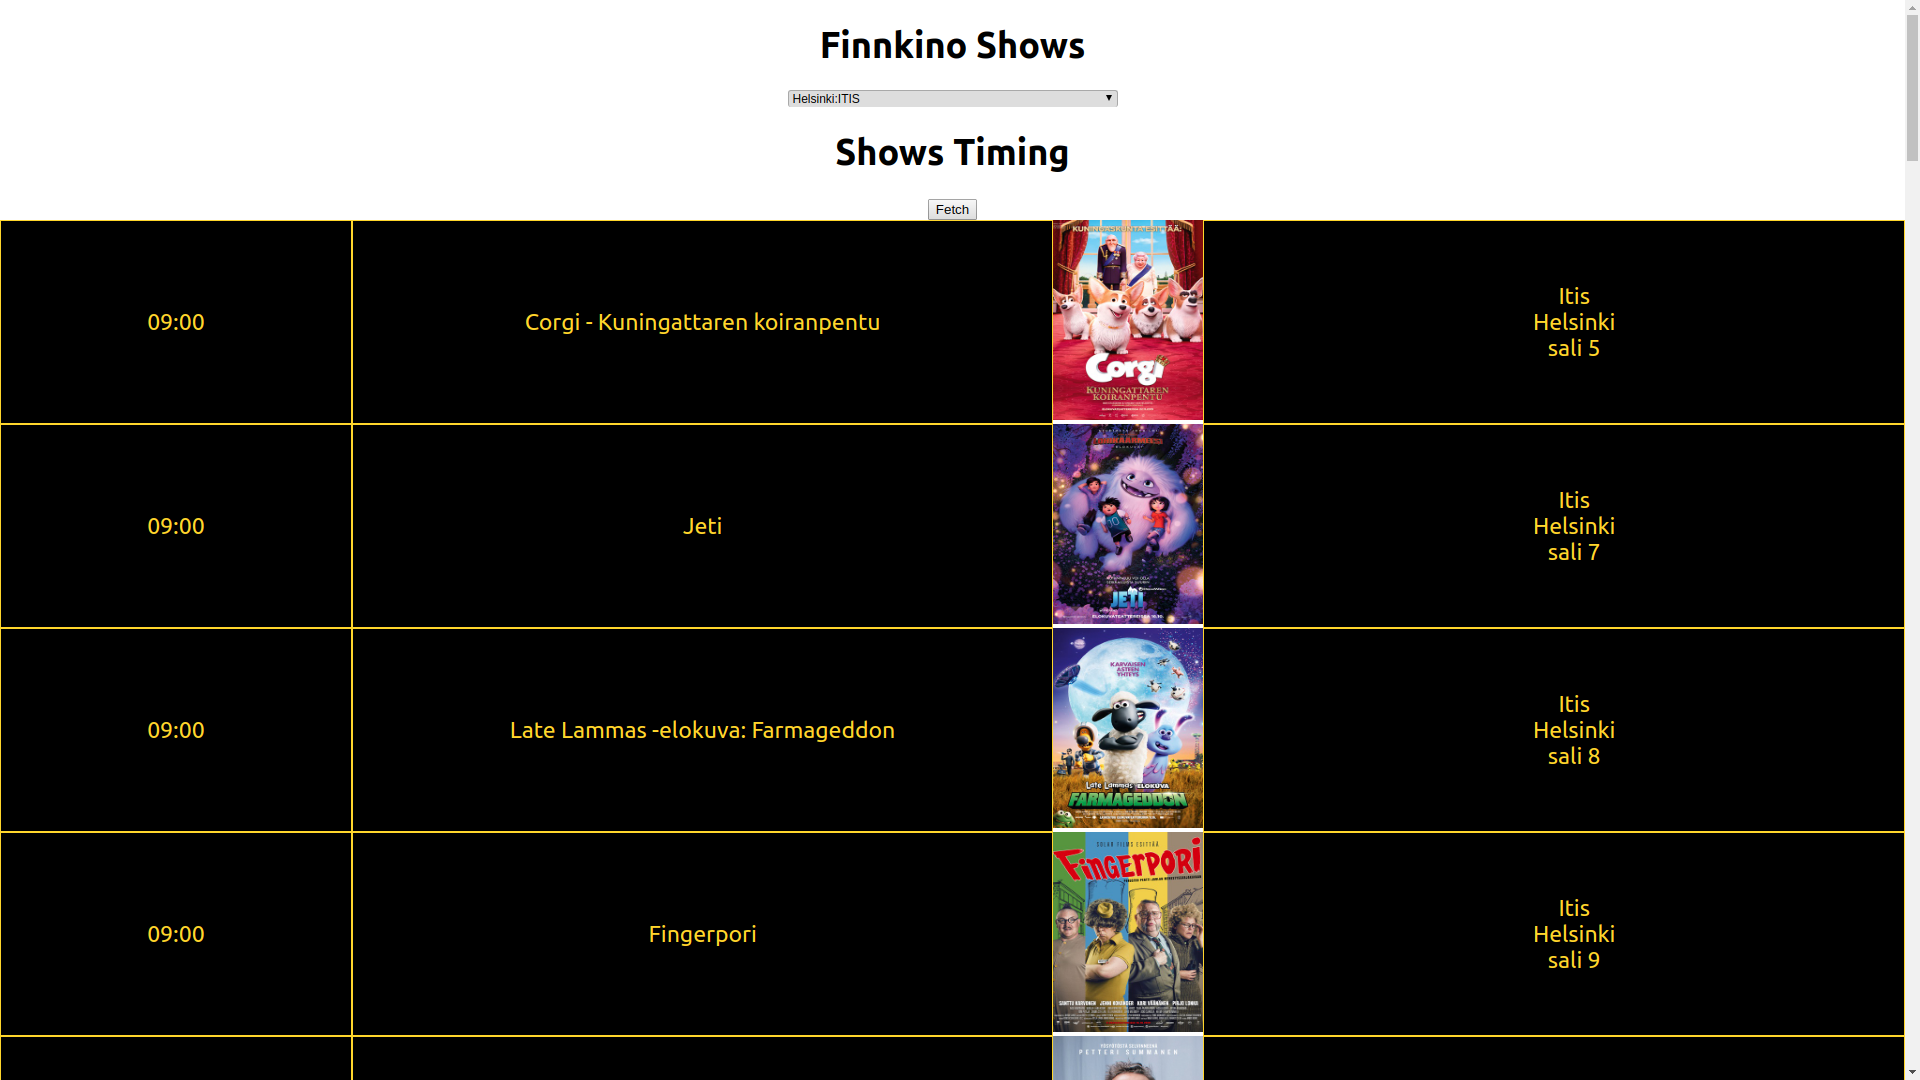 Finnkino Shows
Helsinki:ITIS
Shows Timing
Fetch
09:00
Corgi - Kuningattaren koiranpentu
KUNINGASKUNTA ESITTÄÄ:
Corgi
KUNINGATTAREN
KOIRANPENTU
Itis
Helsinki
sali 5
09:00
Jeti
JETI
Itis
Helsinki
sali 7
09:00
Late Lammas -elokuva: Farmageddon
KARVAISEN
ASTEEN
YHTEYS
Late Lammas ELOKUVA
FARMAGEDDON
Itis
Helsinki
sali 8
09:00
Fingerpori
SOLAR FILMS ESITTÄÄ
FINGERPORI
Itis
Helsinki
sali 9
PETTERI SUMMANEN